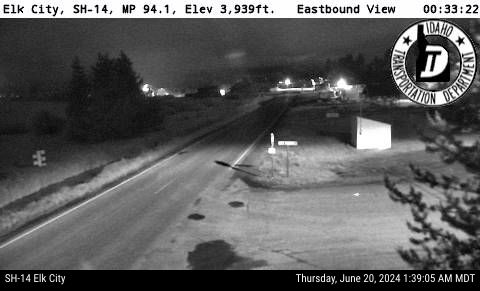 Elk City, SH-14, MP 94.1, Elev 3,939ft. Eastbound View 00:33:22
IDAHO
TRANSPORTATION DEPARTMENT
SH-14 Elk City Thursday, June 20, 2024 1:39:05 AM MDT